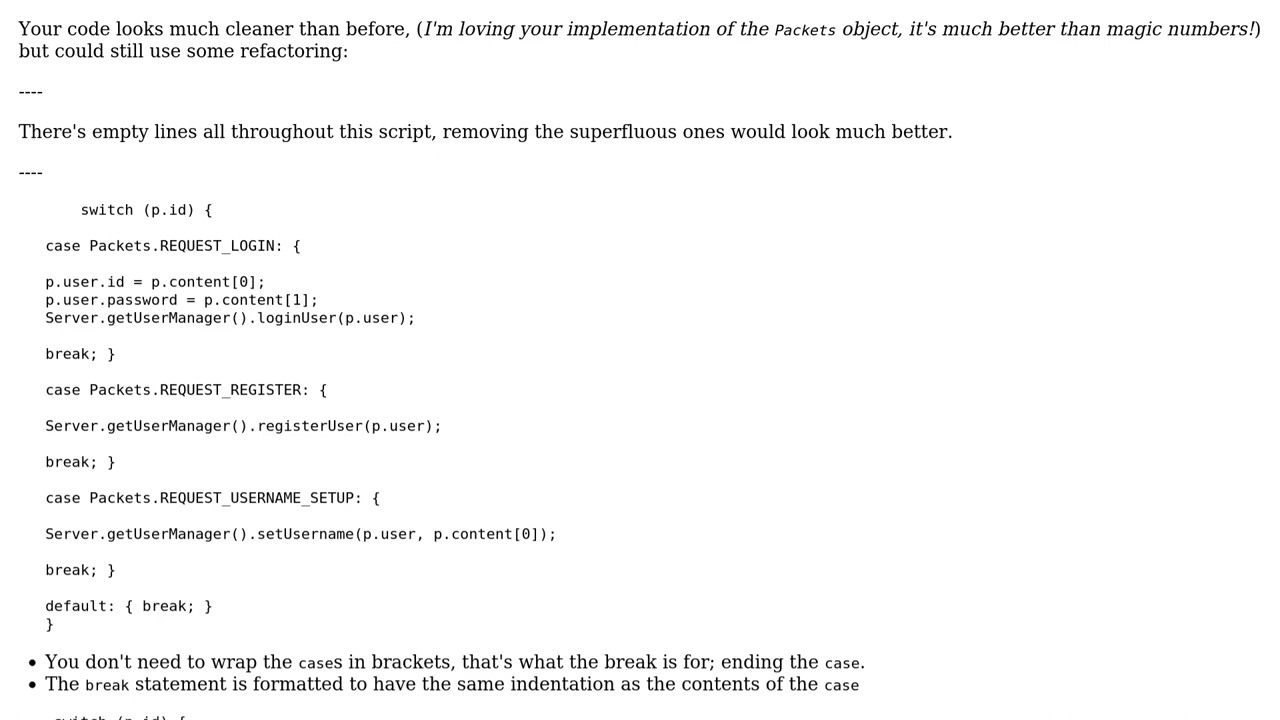 Your code looks much cleaner than before, (I'm loving your implementation of the Packets object, it's much better than magic numbers!)
but could still use some refactoring:
----
There's empty lines all throughout this script, removing the superfluous ones would look much better.
----
switch (p.id) {
case Packets.REQUEST_LOGIN: {
p.user.id = p.content[0];
p.user.password = p.content[1];
Server.getUserManager().loginUser(p.user);
break; }
case Packets.REQUEST_REGISTER: {
Server.getUserManager().registerUser(p.user);
break; }
case Packets.REQUEST_USERNAME_SETUP: {
Server.getUserManager().setUsername(p.user, p.content[0]);
break; }
default: { break; }
}
• You don't need to wrap the cases in brackets, that's what the break is for; ending the case.
• The break statement is formatted to have the same indentation as the contents of the case
switch (p.id) {